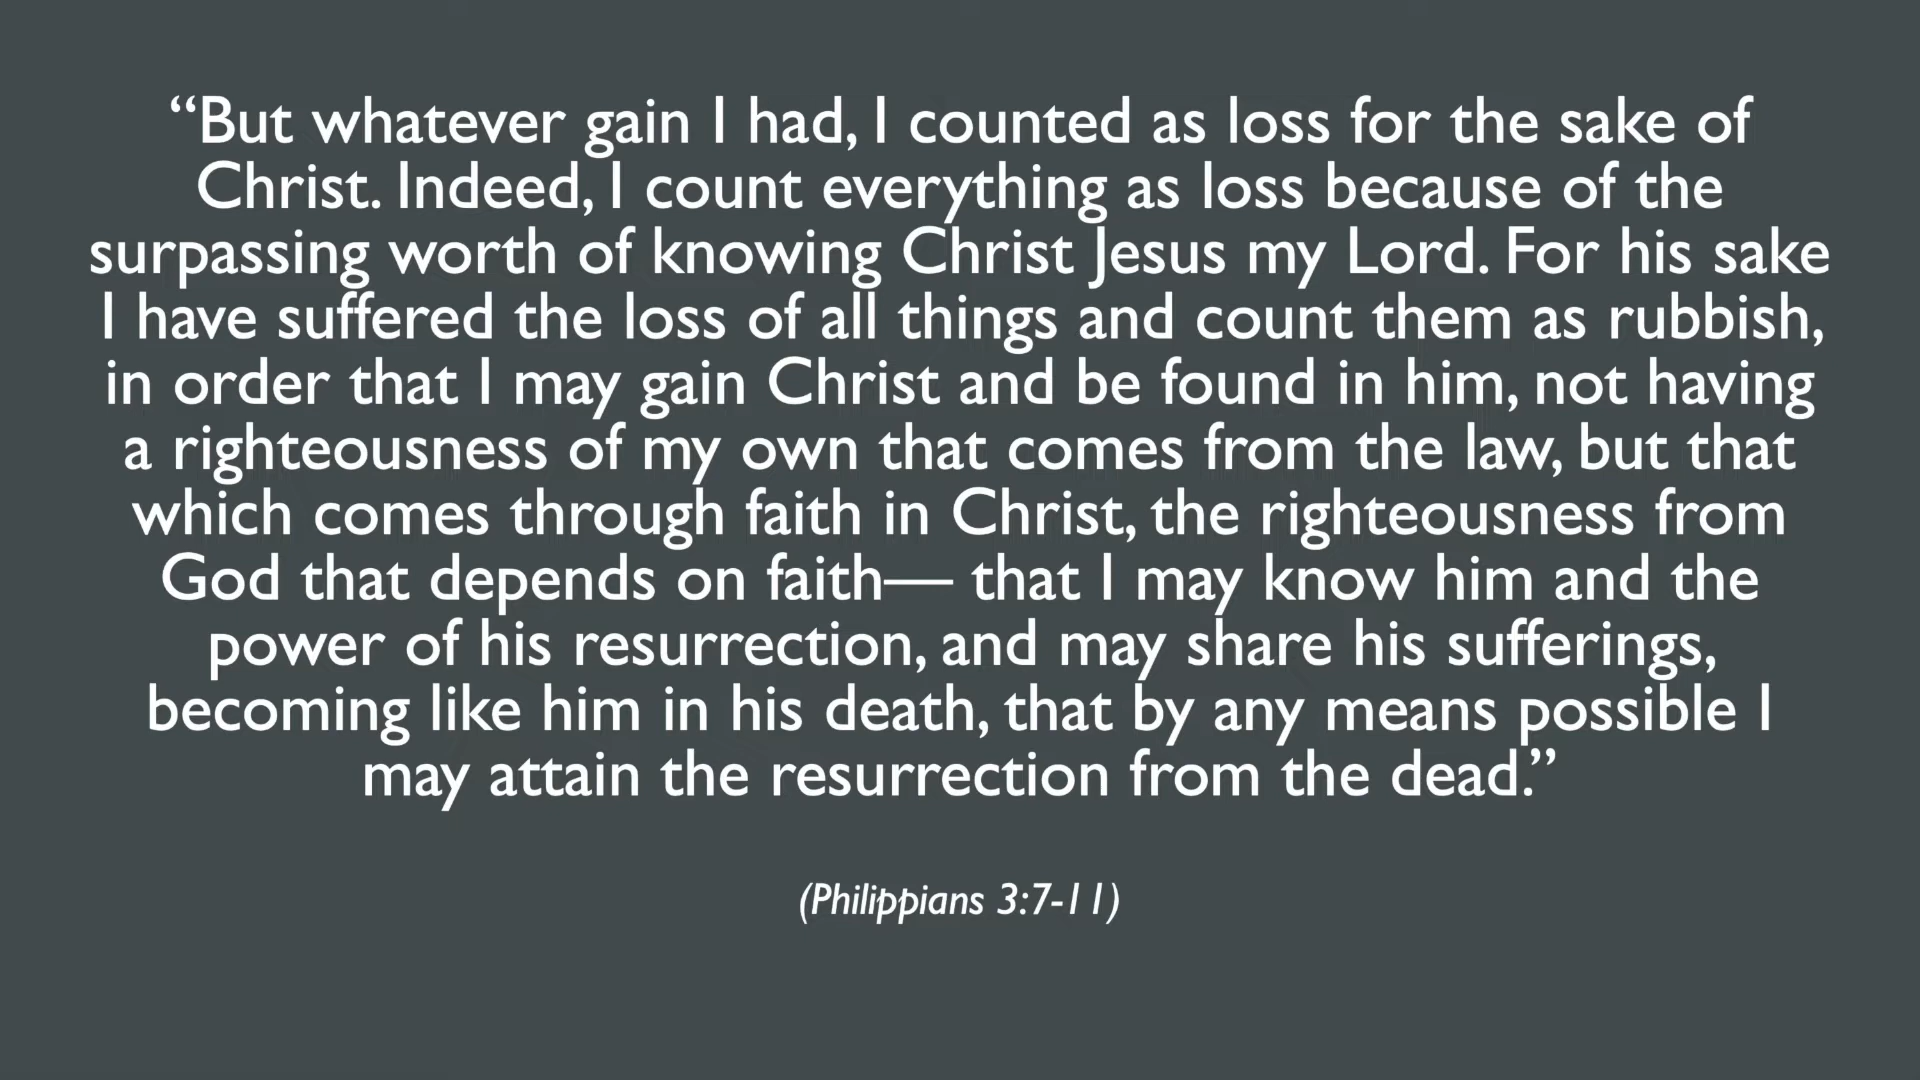 “But whatever gain I had, I counted as loss for the sake of
Christ. Indeed, I count everything as loss because of the
surpassing worth of knowing Christ Jesus my Lord. For his sake
I have suffered the loss of all things and count them as rubbish,
in order that I may gain Christ and be found in him, not having
a righteousness of my own that comes from the law, but that
which comes through faith in Christ, the righteousness from
God that depends on faith— that I may know him and the
power of his resurrection, and may share his sufferings,
becoming like him in his death, that by any means possible I
may attain the resurrection from the dead.”
(Philippians 3:7-11)